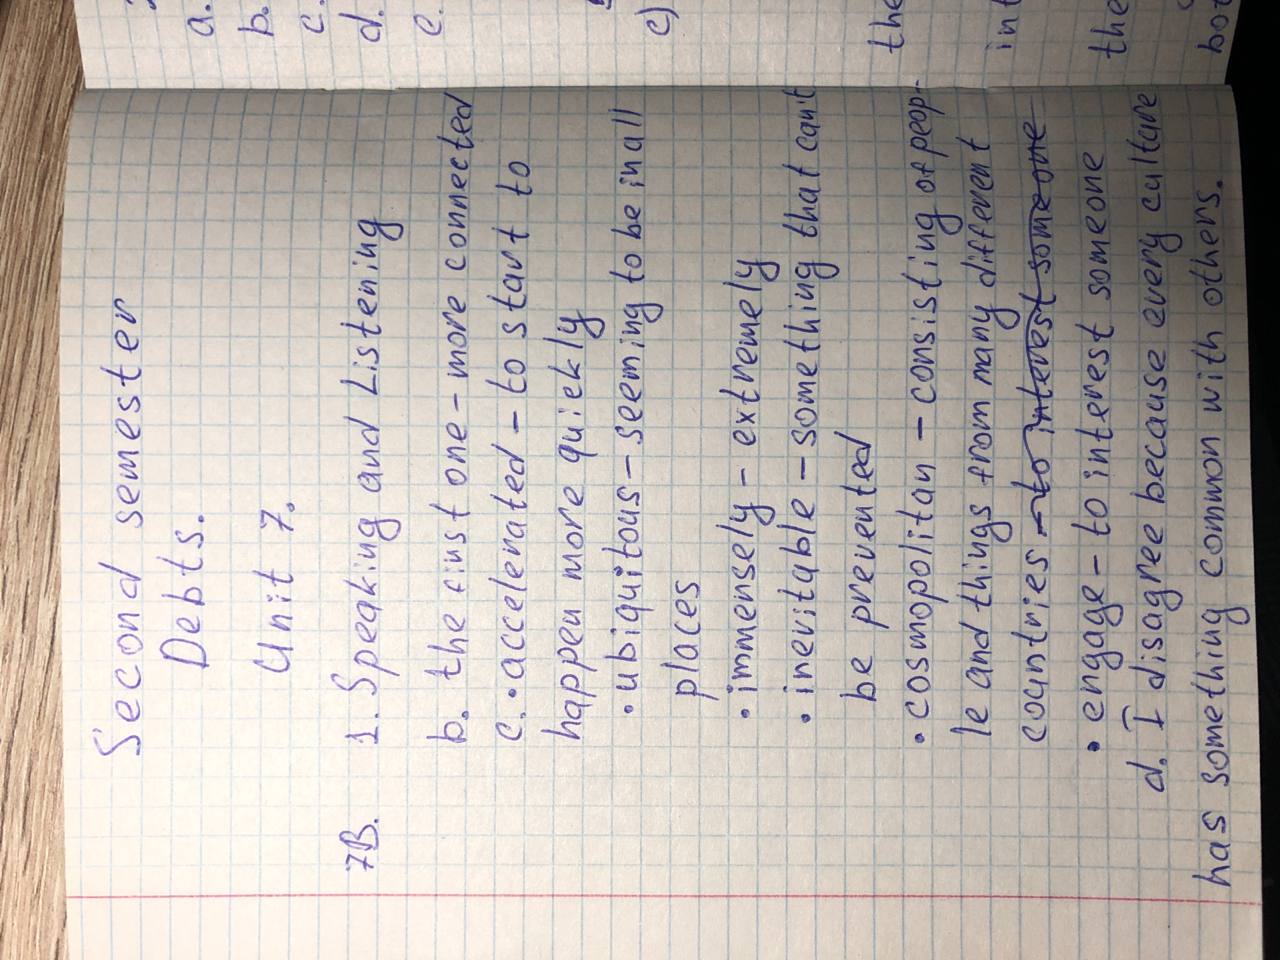 Second semester
Debts.
Unit 7.
7B. 1. Speaking and Listening
b. the first one – more connected
c. • accelerated – to start to
happen more quickly
• ubiquitous – seeming to be in all
places
• immensely – extremely
• inevitable – something that can't
be prevented
• cosmopolitan – consisting of peop-
le and things from many different
countries – to interest someone
• engage – to interest someone
d. I disagree because every culture
has something common with others.
a.
b.
c.
d.
e.
c)
the
int
the
bot